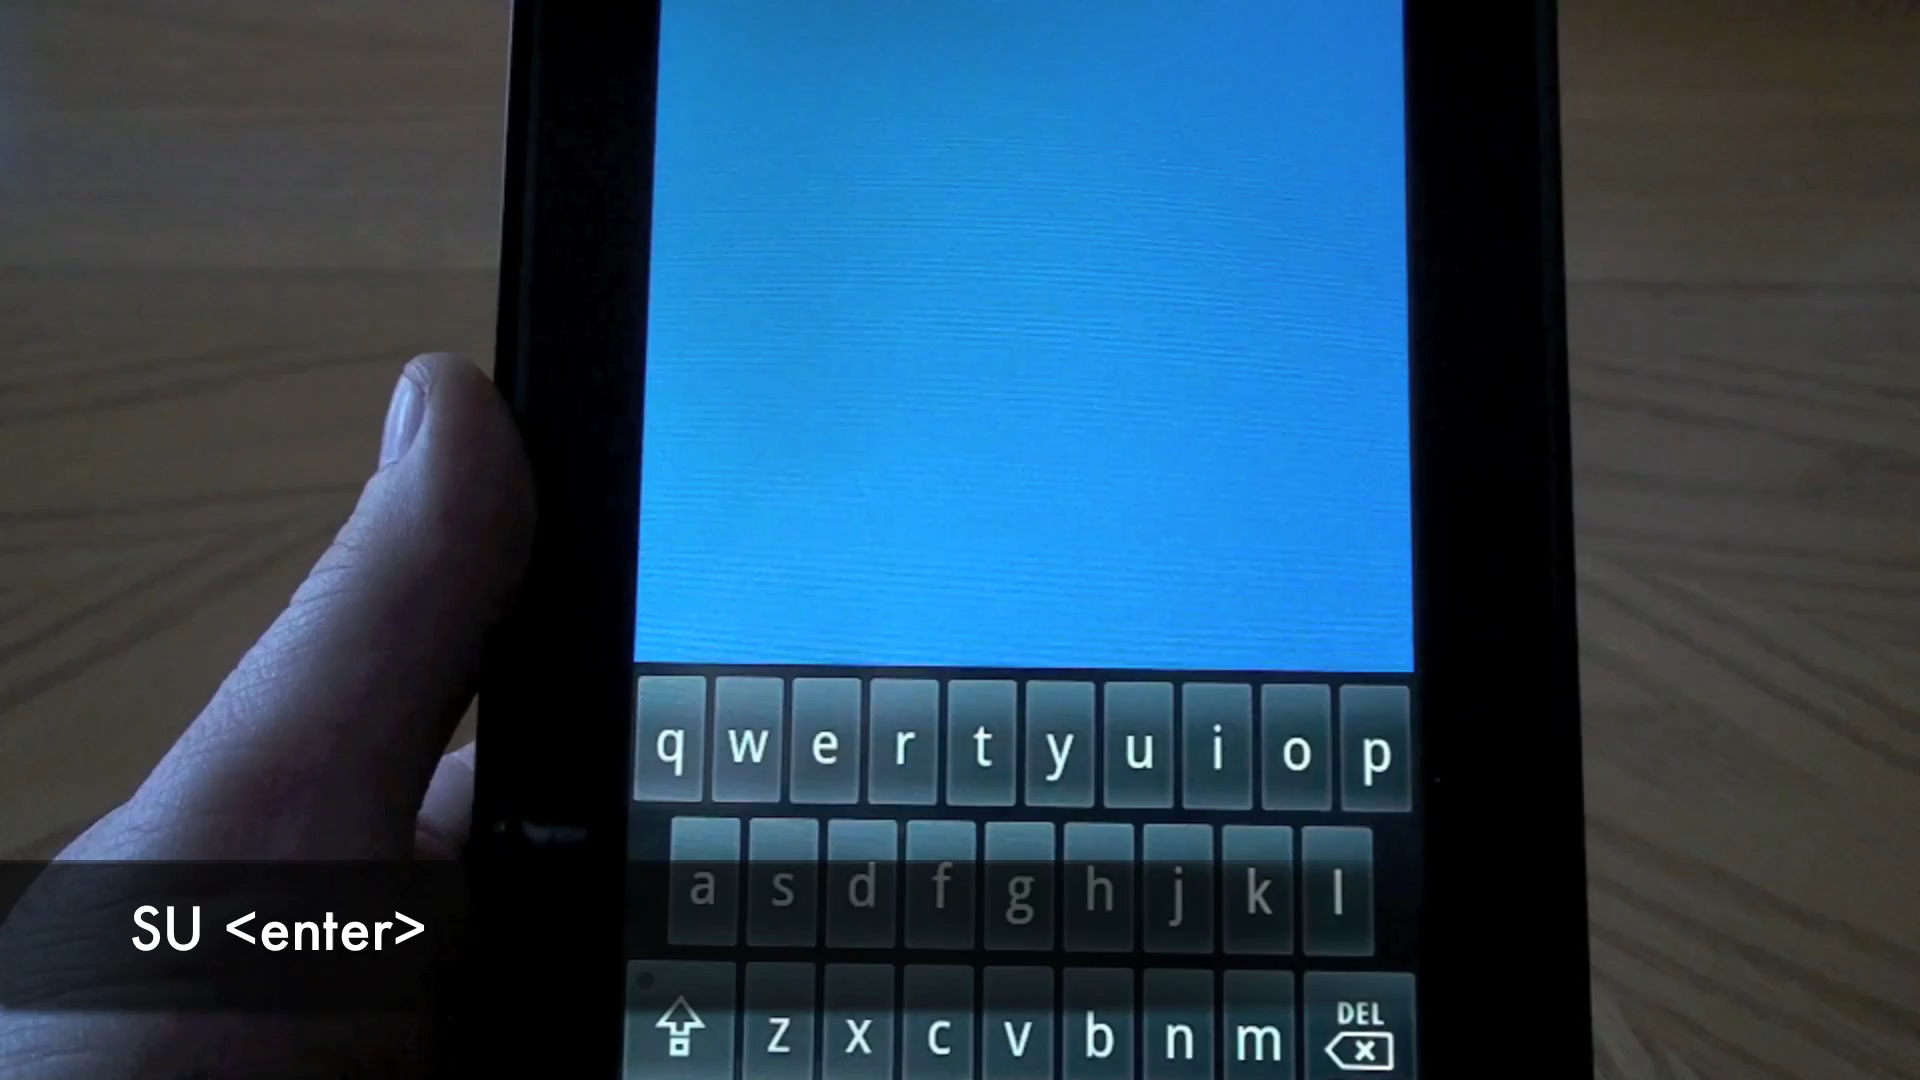 q w e r t y u i o p
a s d f g h j k l
SU <enter>
DEL
z x c v b n m